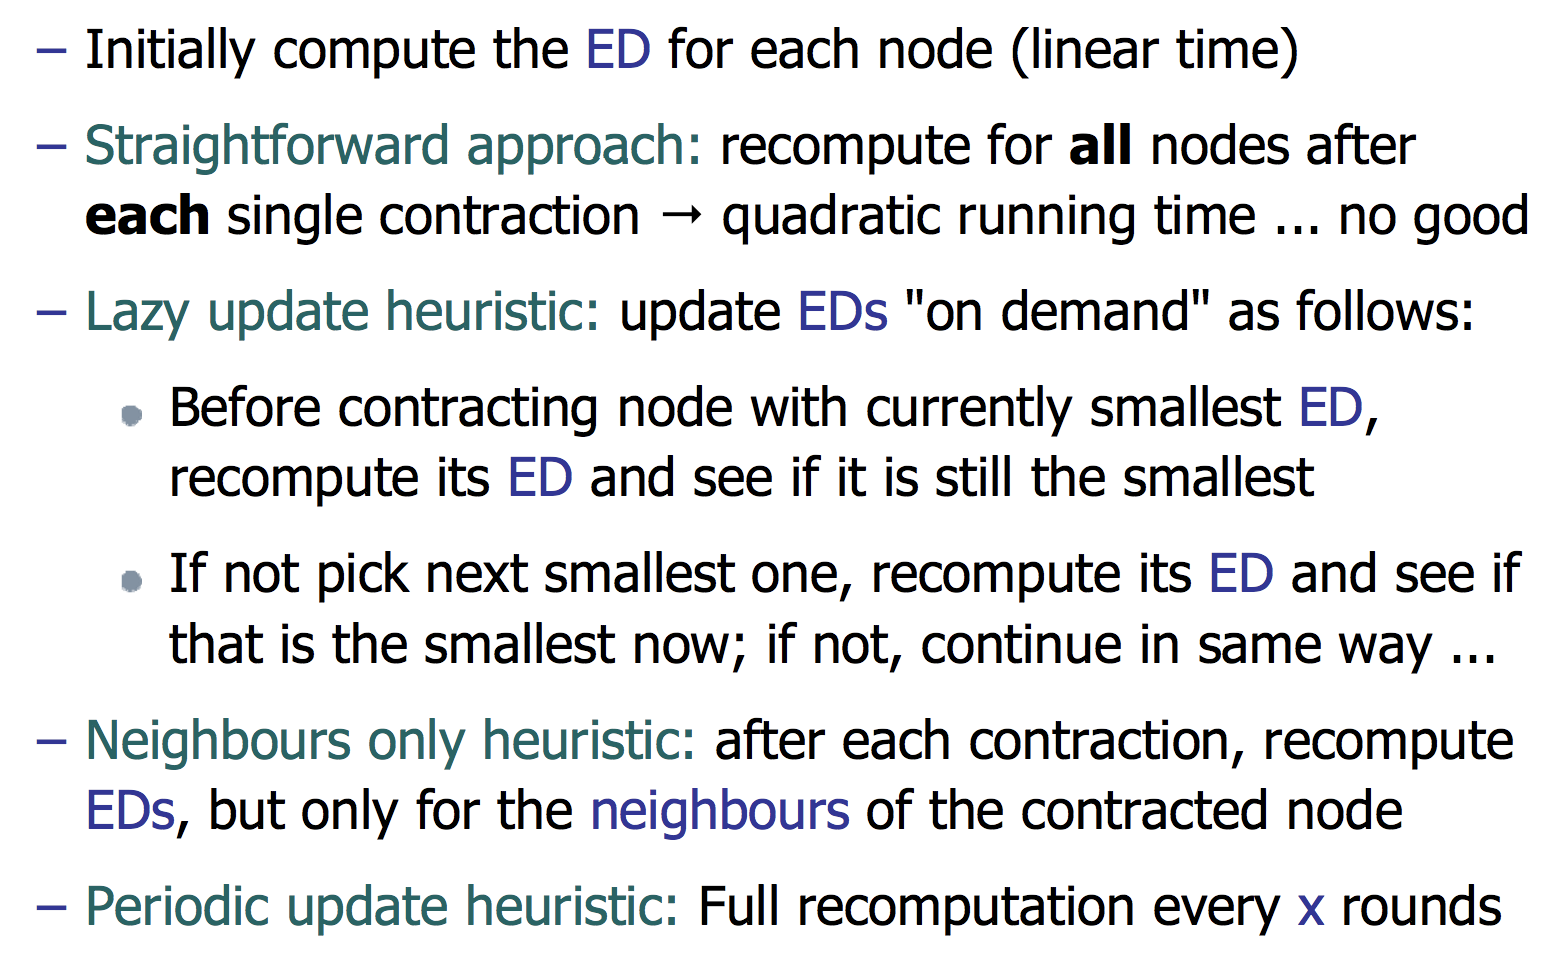 – Initially compute the ED for each node (linear time)
– Straightforward approach: recompute for all nodes after
each single contraction → quadratic running time ... no good
– Lazy update heuristic: update EDs "on demand" as follows:
• Before contracting node with currently smallest ED,
recompute its ED and see if it is still the smallest
• If not pick next smallest one, recompute its ED and see if
that is the smallest now; if not, continue in same way ...
– Neighbours only heuristic: after each contraction, recompute
EDs, but only for the neighbours of the contracted node
– Periodic update heuristic: Full recomputation every x rounds